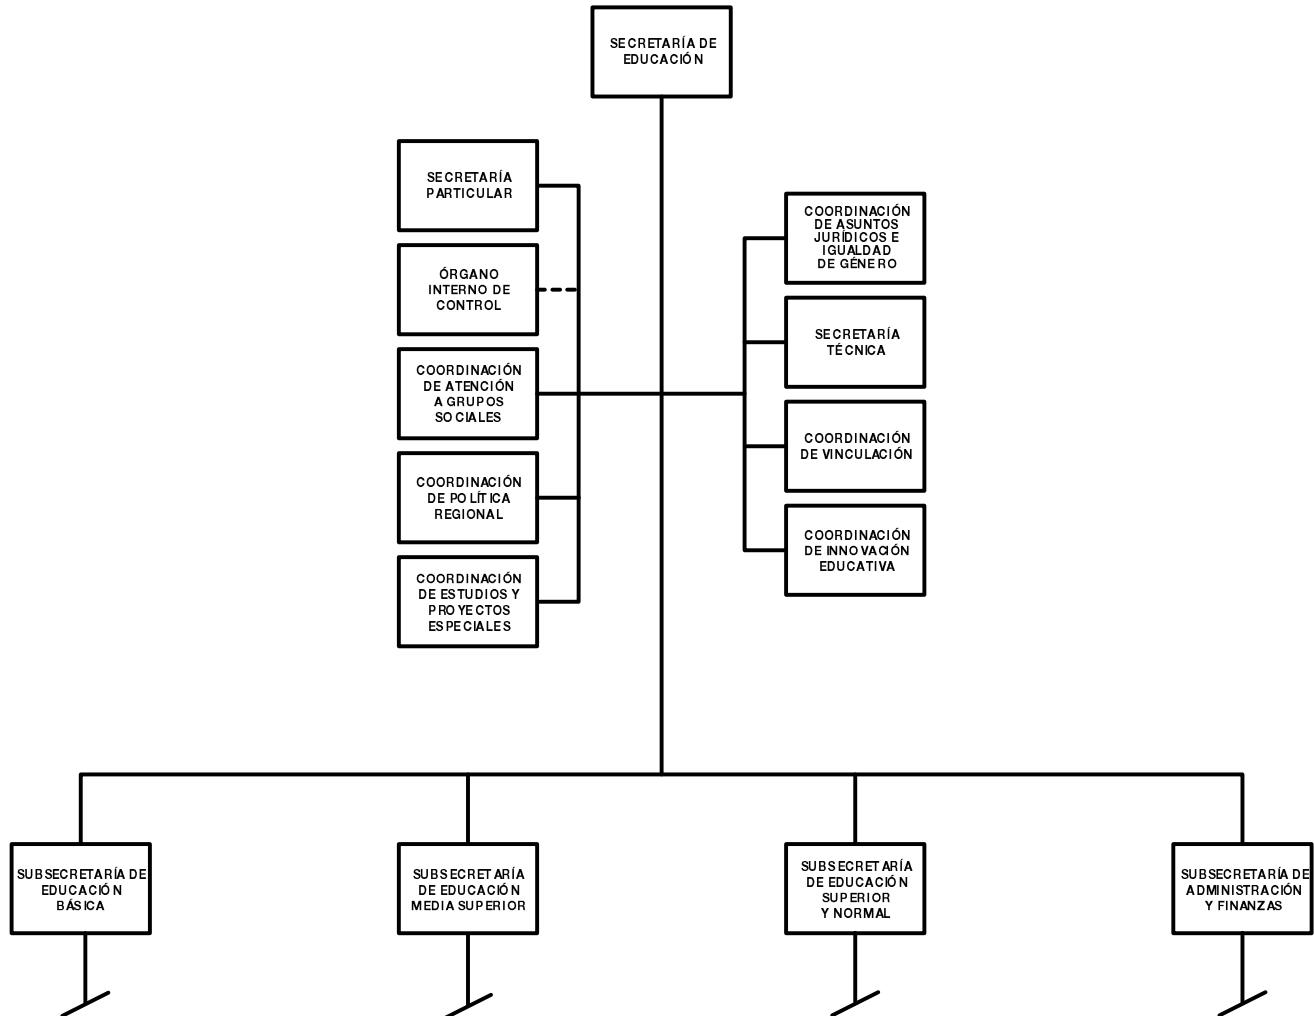 SECRETARÍA DE
EDUCACIÓN
SECRETARÍA
PARTICULAR
ÓRGANO
INTERNO DE
CONTROL
COORDINACIÓN
DE ATENCIÓN
A GRUPOS
SOCIALES
COORDINACIÓN
DE POLÍTICA
REGIONAL
COORDINACIÓN
DE ESTUDIOS Y
PROYECTOS
ESPECIALES
COORDINACIÓN
DE ASUNTOS
JURÍDICOS E
IGUALDAD
DE GÉNERO
SECRETARÍA
TÉCNICA
COORDINACIÓN
DE VINCULACIÓN
COORDINACIÓN
DE INNOVACIÓN
EDUCATIVA
SUBSECRETARÍA DE
EDUCACIÓN
BÁSICA
SUBSECRETARÍA
DE EDUCACIÓN
MEDIA SUPERIOR
SUBSECRETARÍA
DE EDUCACIÓN
SUPERIOR
Y NORMAL
SUBSECRETARÍA DE
ADMINISTRACIÓN
Y FINANZAS